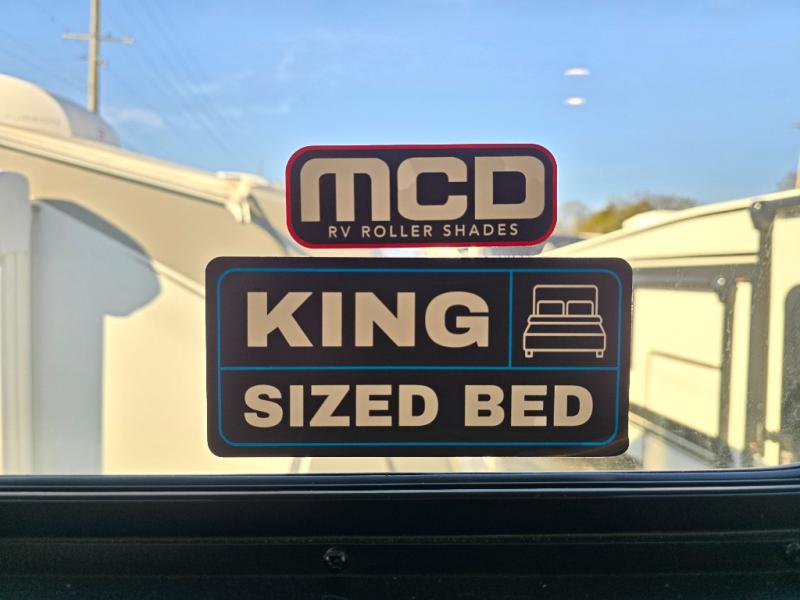 MCD
RV ROLLER SHADES
KING
SIZED BED